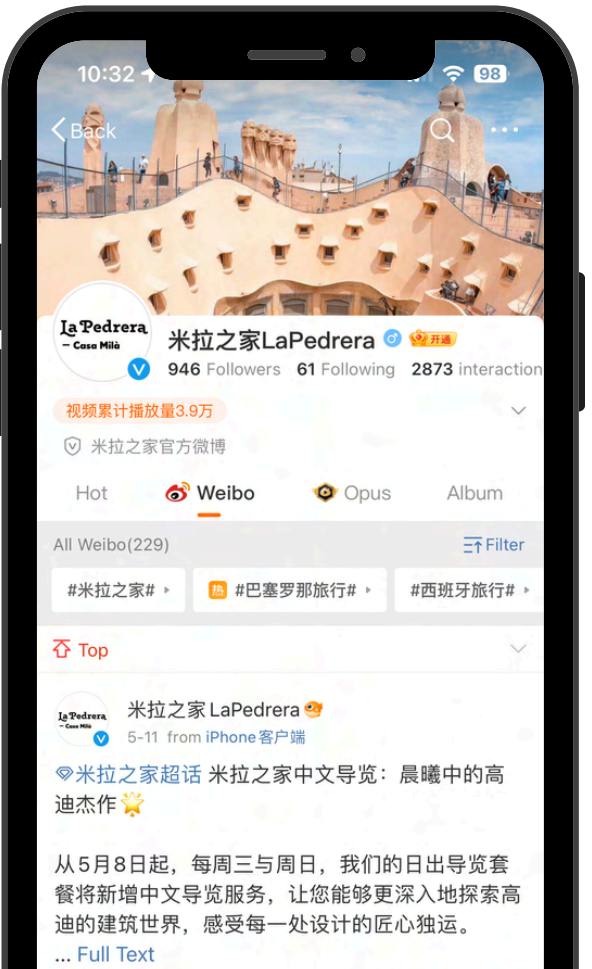 10:32
98
Back
La Pedrera
– Casa Milà
米拉之家LaPedrera
开通
946 Followers 61 Following 2873 interaction
视频累计播放量3.9万
米拉之家官方微博
Hot Weibo Opus Album
All Weibo(229) Filter
#米拉之家# 热 #巴塞罗那旅行# #西班牙旅行#
Top
La Pedrera
– Casa Milà
米拉之家LaPedrera
5-11 from iPhone客户端
米拉之家超话 米拉之家中文导览：晨曦中的高
迪杰作
从5月8日起，每周三与周日，我们的日出导览套
餐将新增中文导览服务，让您能够更深入地探索高
迪的建筑世界，感受每一处设计的匠心独运。
... Full Text